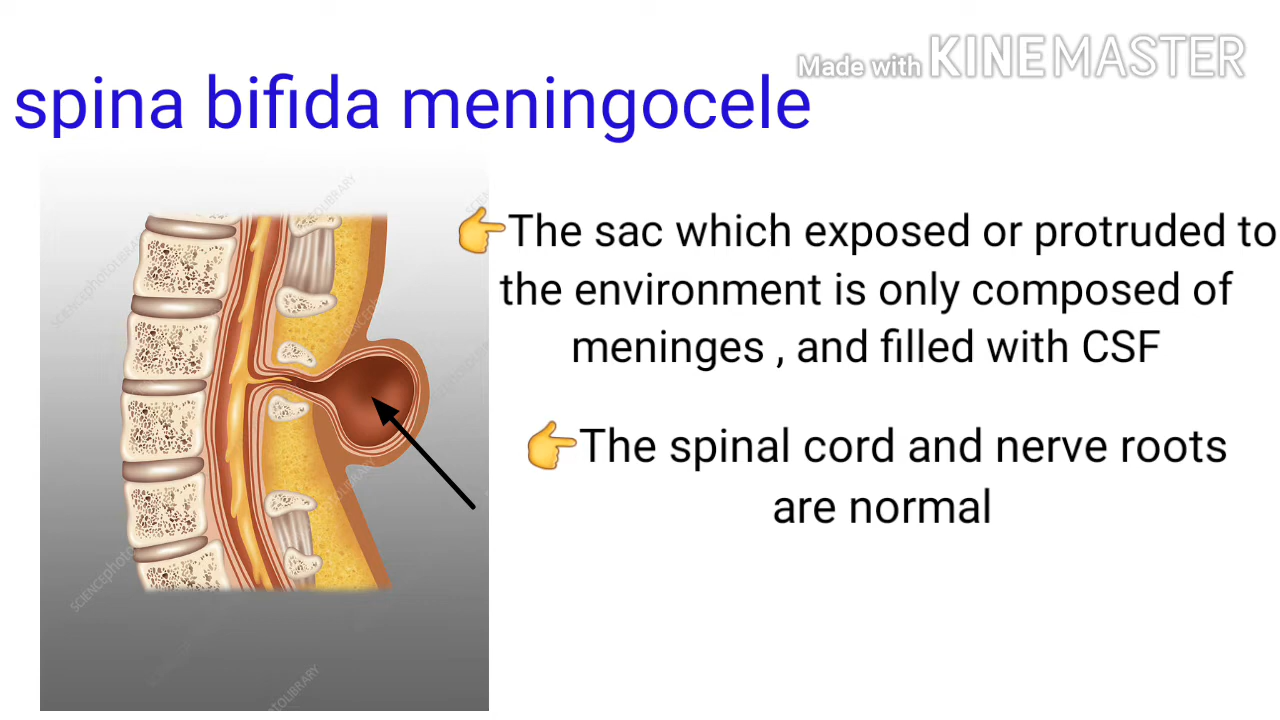 Made with KINEMASTER
spina bifida meningocele
👉The sac which exposed or protruded to
the environment is only composed of
meninges , and filled with CSF
👉The spinal cord and nerve roots
are normal
SCIENCEphotoLIBRARY